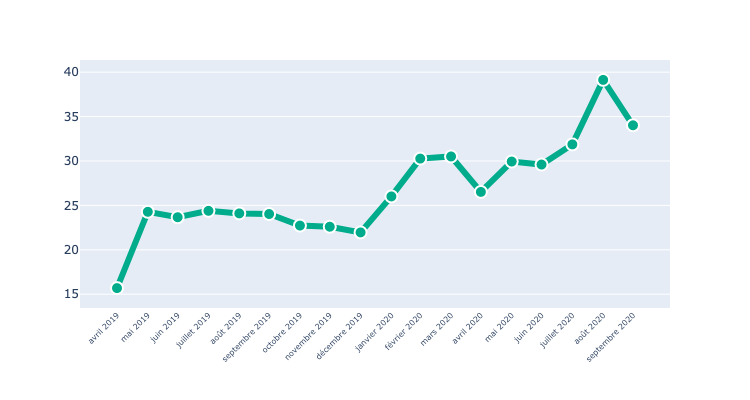 40
35
30
25
20
15
avril 2019
mai 2019
juin 2019
juillet 2019
août 2019
septembre 2019
octobre 2019
novembre 2019
décembre 2019
janvier 2020
février 2020
mars 2020
avril 2020
mai 2020
juin 2020
juillet 2020
août 2020
septembre 2020